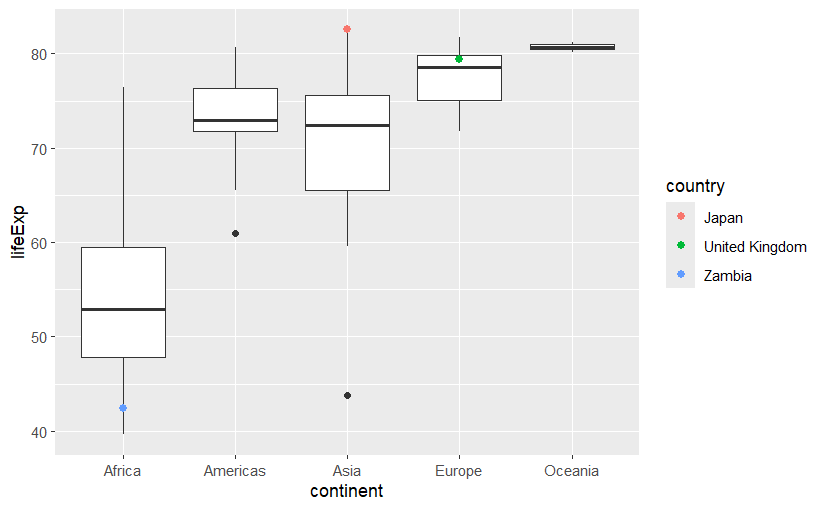 80
70
60
50
40
lifeExp
Africa Americas Asia Europe Oceania
continent
country
Japan
United Kingdom
Zambia